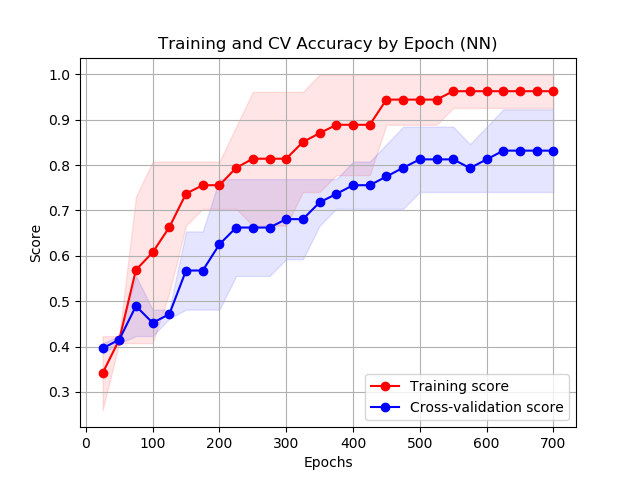 Training and CV Accuracy by Epoch (NN)
Score
1.0
0.9
0.8
0.7
0.6
0.5
0.4
0.3
Training score
Cross-validation score
0 100 200 300 400 500 600 700
Epochs